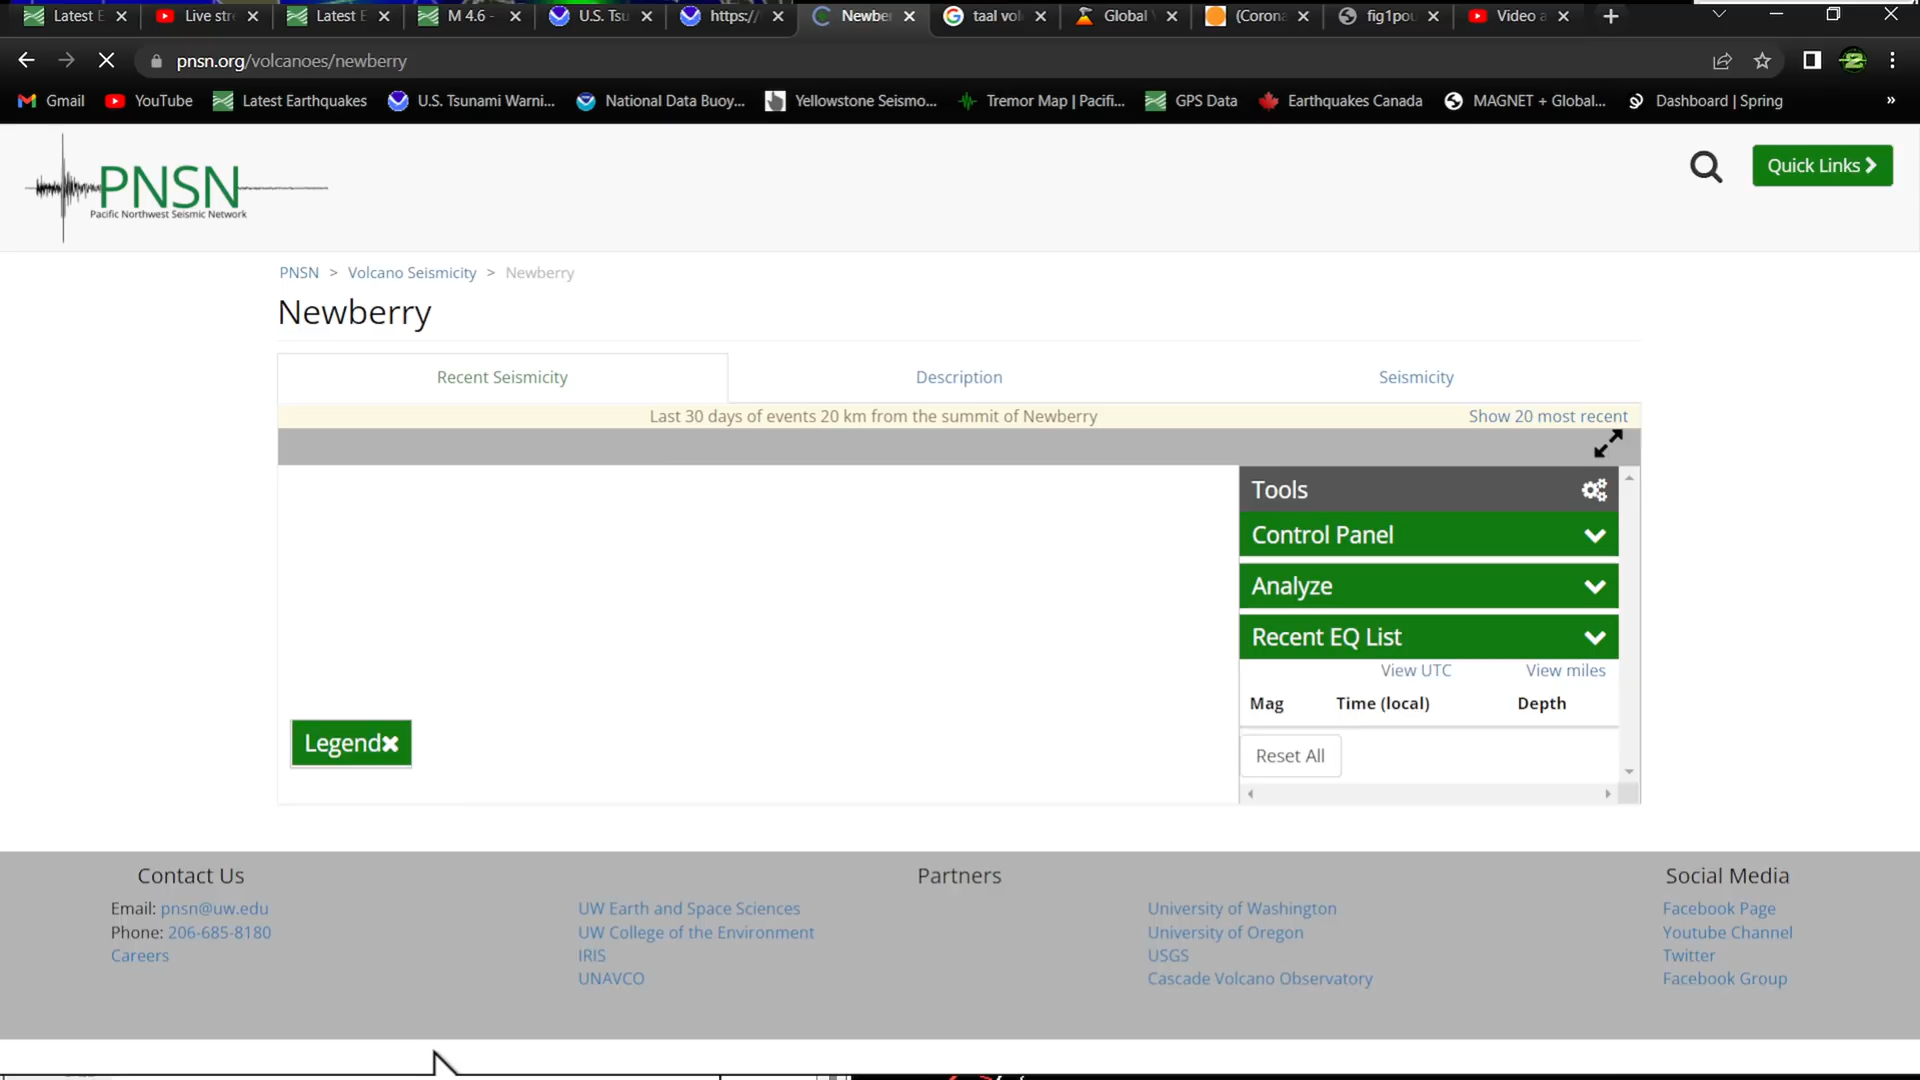 Latest E
Live stre
Latest E
M 4.6 -
U.S. Tsu
https://
Newber
taal vol
Global V
(Corona
fig1pou
Video a
pnsn.org/volcanoes/newberry
Gmail
YouTube
Latest Earthquakes
U.S. Tsunami Warni...
National Data Buoy...
Yellowstone Seismo...
Tremor Map | Pacifi...
GPS Data
Earthquakes Canada
MAGNET + Global...
Dashboard | Spring
»
PNSN
Pacific Northwest Seismic Network
Quick Links
PNSN > Volcano Seismicity > Newberry
Newberry
Recent Seismicity
Description
Seismicity
Last 30 days of events 20 km from the summit of Newberry
Show 20 most recent
Tools
Control Panel
Analyze
Recent EQ List
View UTC
View miles
Mag
Time (local)
Depth
Reset All
Legend
Contact Us
Email: pnsn@uw.edu
Phone: 206-685-8180
Careers
Partners
UW Earth and Space Sciences
UW College of the Environment
IRIS
UNAVCO
University of Washington
University of Oregon
USGS
Cascade Volcano Observatory
Social Media
Facebook Page
Youtube Channel
Twitter
Facebook Group